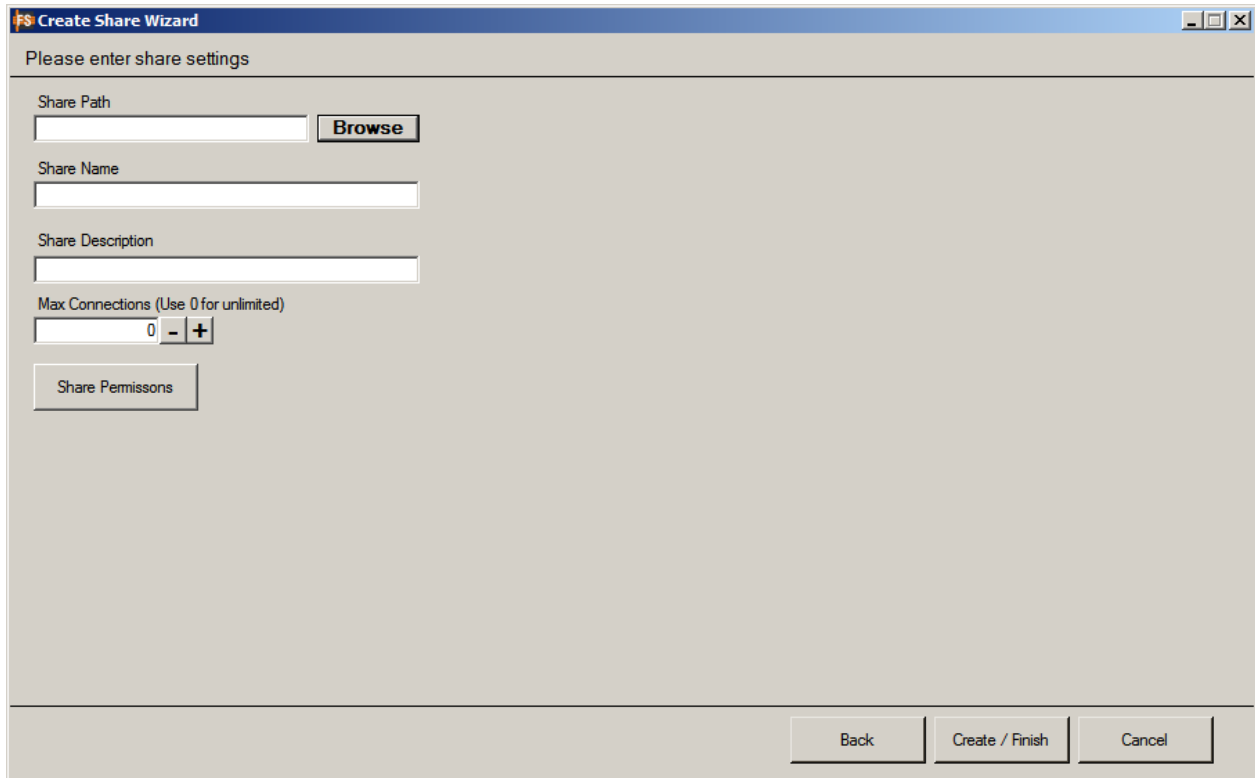 FS Create Share Wizard
Please enter share settings
Share Path
Browse
Share Name
Share Description
Max Connections (Use 0 for unlimited)
0 - +
Share Permissons
Back Create / Finish Cancel